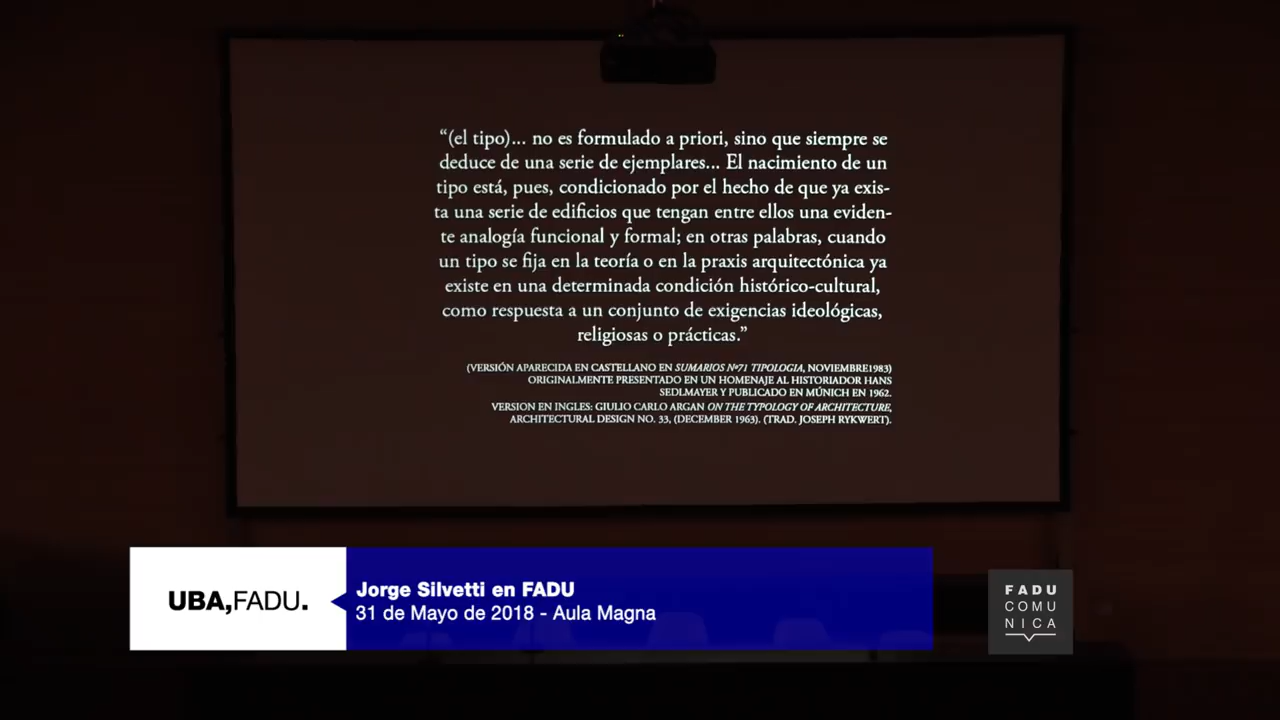 “(el tipo)... no es formulado a priori, sino que siempre se
deduce de una serie de ejemplares... El nacimiento de un
tipo está, pues, condicionado por el hecho de que ya exis-
ta una serie de edificios que tengan entre ellos una eviden-
te analogía funcional y formal; en otras palabras, cuando
un tipo se fija en la teoría o en la praxis arquitectónica ya
existe en una determinada condición histórico-cultural,
como respuesta a un conjunto de exigencias ideológicas,
religiosas o prácticas.”
(VERSIÓN APARECIDA EN CASTELLANO EN SUMARIOS Nº71 TIPOLOGIA, NOVIEMBRE1983)
ORIGINALMENTE PRESENTADO EN UN HOMENAJE AL HISTORIADOR HANS
SEDLMAYER Y PUBLICADO EN MÚNICH EN 1962.
VERSION EN INGLES: GIULIO CARLO ARGAN ON THE TYPOLOGY OF ARCHITECTURE,
ARCHITECTURAL DESIGN NO. 33, (DECEMBER 1963). (TRAD. JOSEPH RYKWERT).
UBA,FADU.
Jorge Silvetti en FADU
31 de Mayo de 2018 - Aula Magna
FADU
COMU
NICA